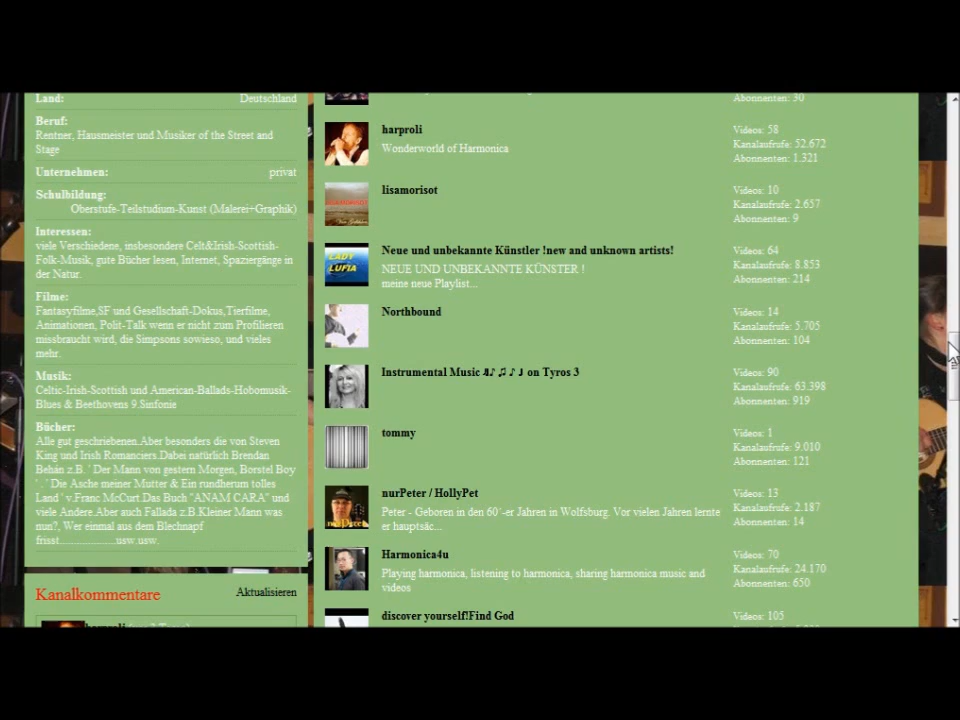 Land: Deutschland
Beruf:
Rentner, Hausmeister und Musiker of the Street and
Stage
Unternehmen: privat
Schulbildung:
Oberstufe-Teilstudium-Kunst (Malerei+Graphik)
Interessen:
viele Verschiedene, insbesondere Celt&Irish-Scottish-
Folk-Musik, gute Bücher lesen, Internet, Spaziergänge in
der Natur.
Filme:
Fantasyfilme,SF und Gesellschaft-Dokus,Tierfilme,
Animationen, Polit-Talk wenn er nicht zum Profilieren
missbraucht wird, die Simpsons sowieso, und vieles
mehr.
Musik:
Celtic-Irish-Scottish und American-Ballads-Hobomusik-
Blues & Beethovens 9.Sinfonie
Bücher:
Alle gut geschriebenen.Aber besonders die von Steven
King und Irish Romanciers.Dabei natürlich Brendan
Behán z.B. ' Der Mann von gestern Morgen, Borstel Boy
' , ' Die Asche meiner Mutter & Ein rundherum tolles
Land ' v.Franc McCurt.Das Buch "ANAM CARA" und
viele Andere.Aber auch Fallada z.B.Kleiner Mann was
nun?, Wer einmal aus dem Blechnapf
frisst......................usw.usw.
Kanalkommentare Aktualisieren
harproli
Abonnenten: 30
harproli
Wonderworld of Harmonica
Videos: 58
Kanalaufrufe: 52.672
Abonnenten: 1.321
lisamorisot
Videos: 10
Kanalaufrufe: 2.657
Abonnenten: 9
LADY
LUFIA
Neue und unbekannte Künstler !new and unknown artists!
NEUE UND UNBEKANNTE KÜNSTER !
meine neue Playlist...
Videos: 64
Kanalaufrufe: 8.853
Abonnenten: 214
Northbound
Videos: 14
Kanalaufrufe: 5.705
Abonnenten: 104
Instrumental Music ♫♪ ♫ ♪ ♩ on Tyros 3
Videos: 90
Kanalaufrufe: 63.398
Abonnenten: 919
tommy
Videos: 1
Kanalaufrufe: 9.010
Abonnenten: 121
nurPeter / HollyPet
Peter - Geboren in den 60´-er Jahren in Wolfsburg. Vor vielen Jahren lernte
er hauptsäc...
Videos: 13
Kanalaufrufe: 2.187
Abonnenten: 14
Harmonica4u
Playing harmonica, listening to harmonica, sharing harmonica music and
videos
Videos: 70
Kanalaufrufe: 24.170
Abonnenten: 650
discover yourself!Find God
Videos: 105